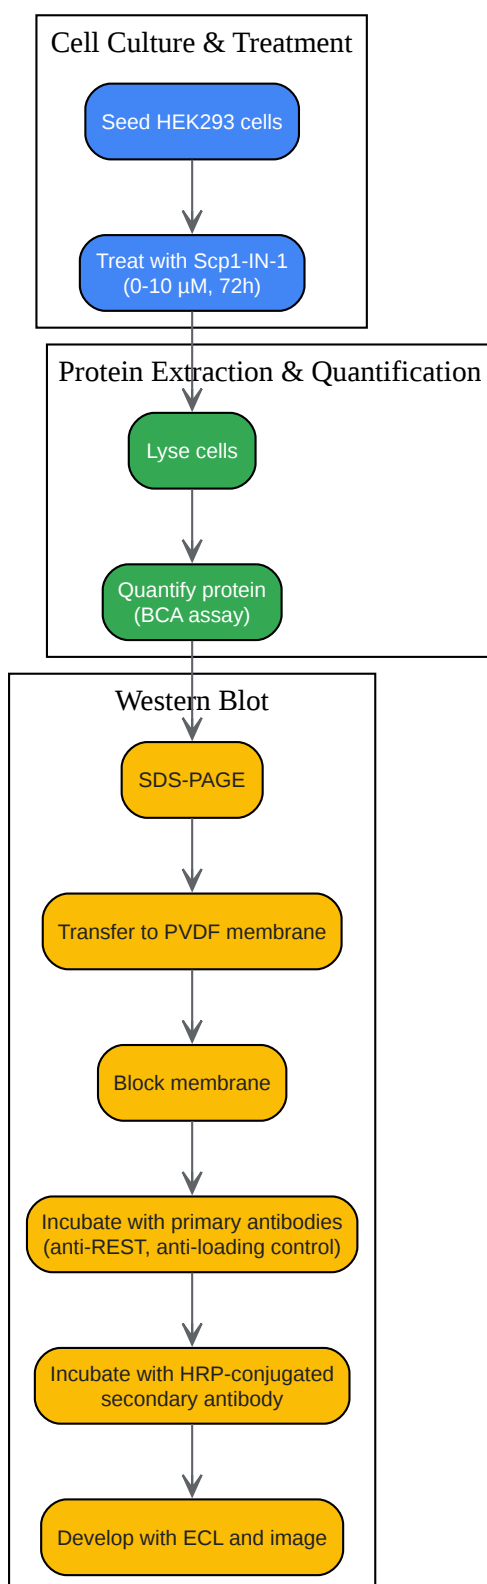 Cell Culture & Treatment
Seed HEK293 cells
Treat with Scp1-IN-1
(0-10 µM, 72h)
Protein Extraction & Quantification
Lyse cells
Quantify protein
(BCA assay)
Western Blot
SDS-PAGE
Transfer to PVDF membrane
Block membrane
Incubate with primary antibodies
(anti-REST, anti-loading control)
Incubate with HRP-conjugated
secondary antibody
Develop with ECL and image